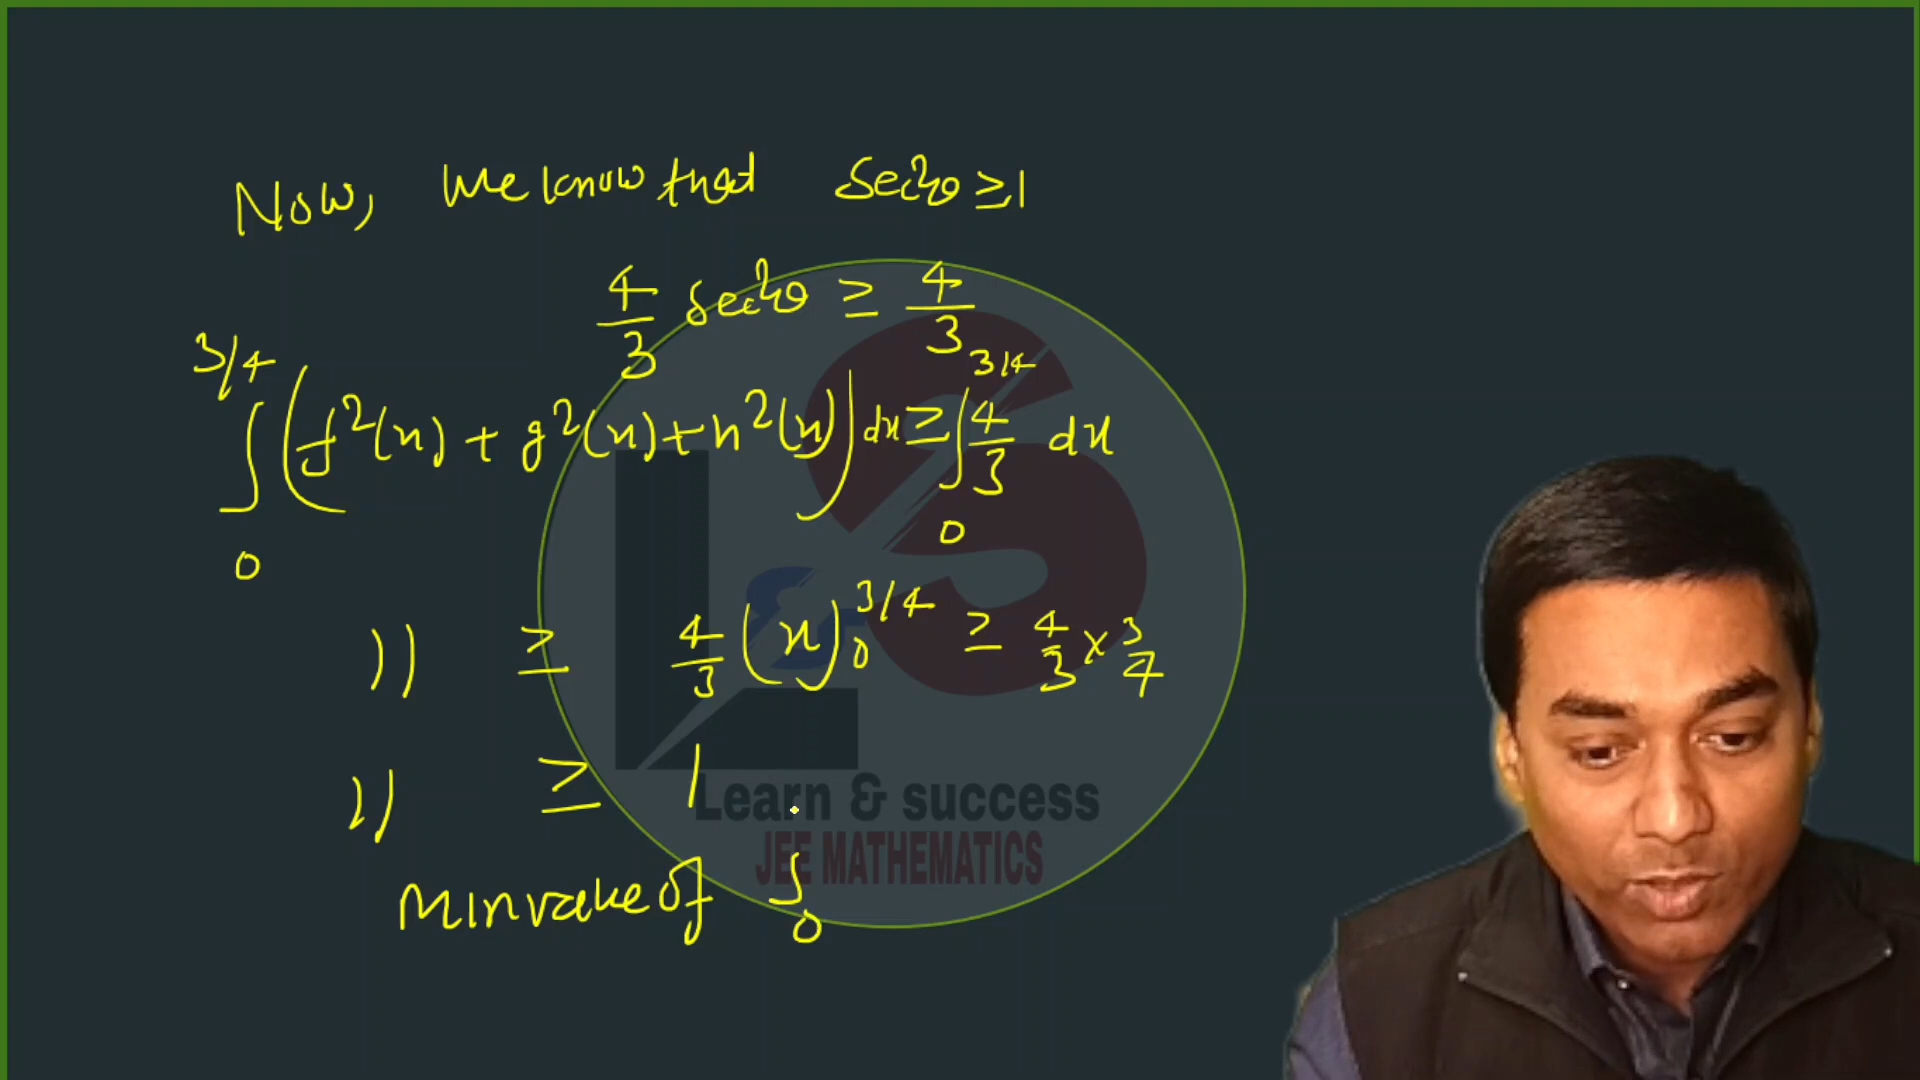 Now, we know that Sec²θ ≥ 1
4/3 Sec²θ ≥ 4/3
∫₀^{3/4} (f²(x) + g²(x) + h²(x)) dx ≥ ∫₀^{3/4} 4/3 dx
)) ≥ 4/3 (x)₀^{3/4} ≥ 4/3 × 3/4
)) ≥ 1
Learn & success
JEE MATHEMATICS
Min value of ∫₀